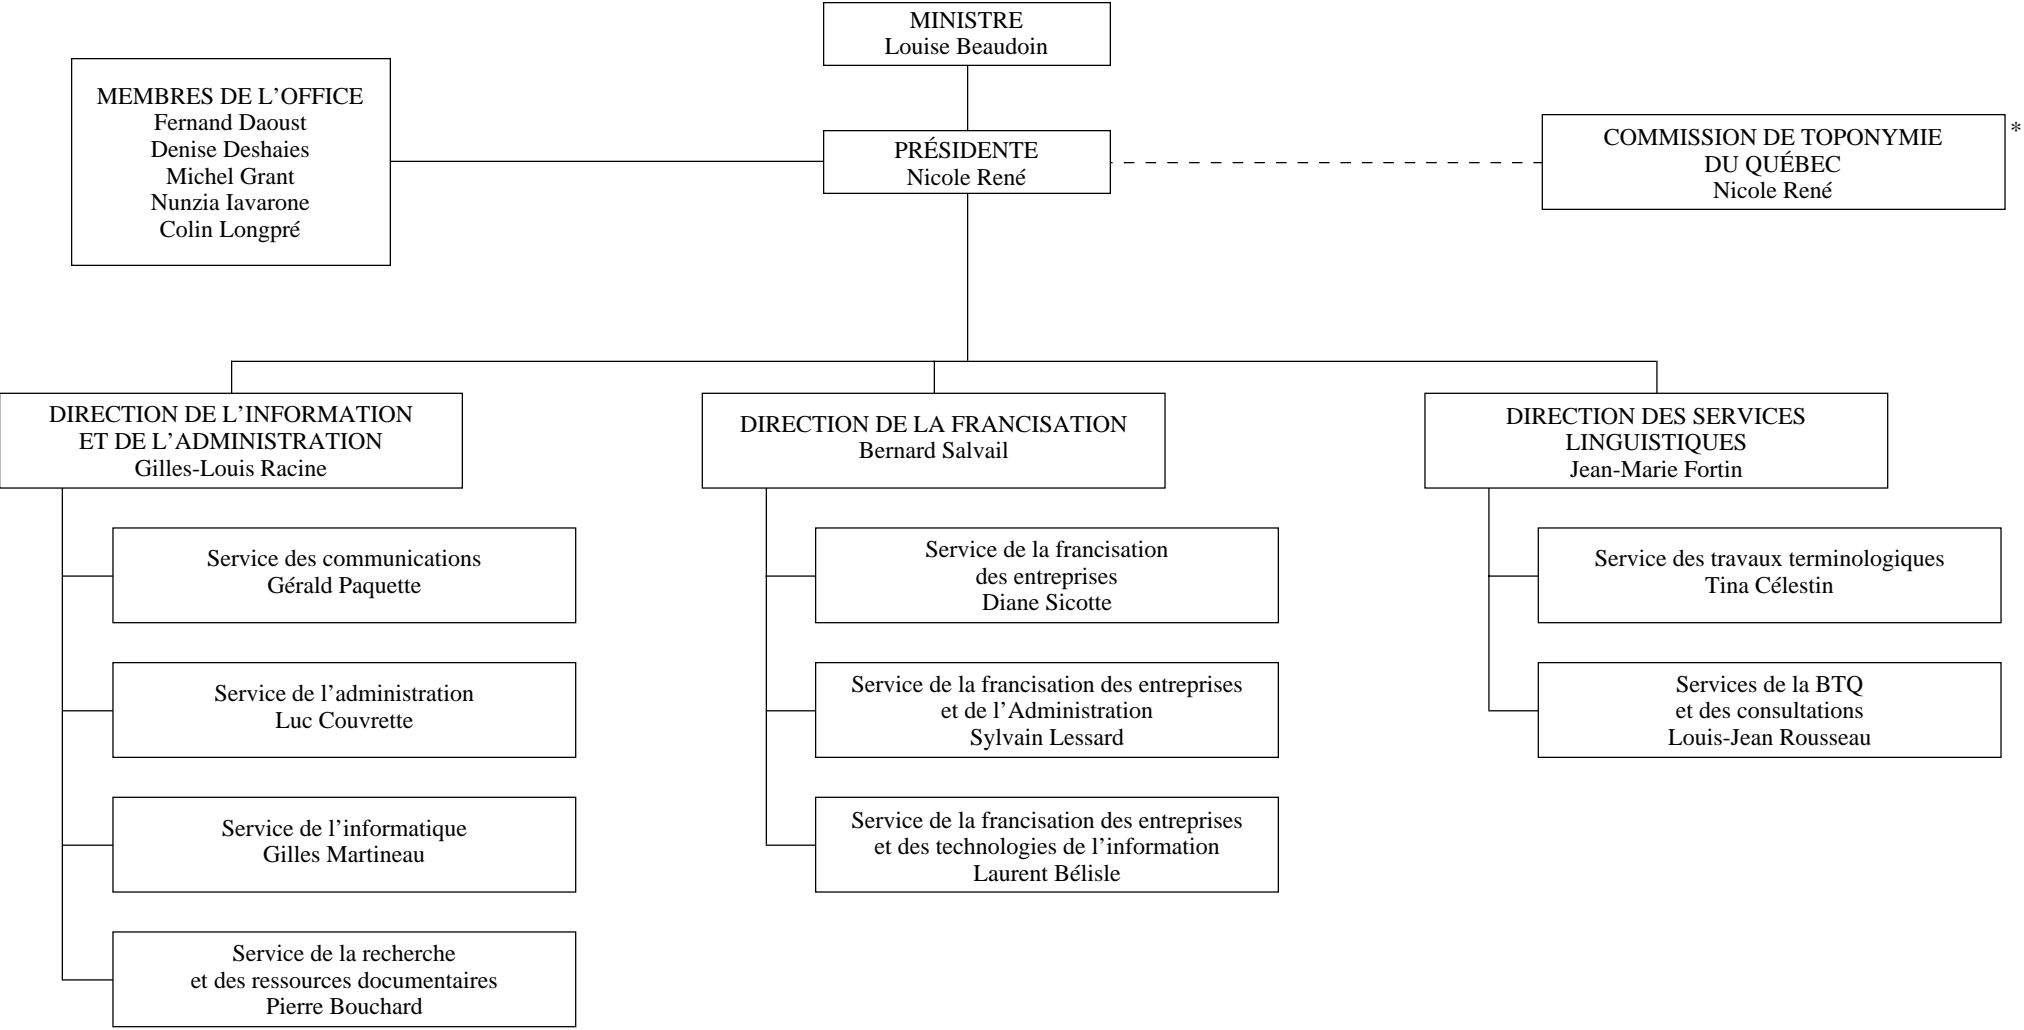 MINISTRE
Louise Beaudoin
MEMBRES DE L’OFFICE
Fernand Daoust
Denise Deshaies
Michel Grant
Nunzia Iavarone
Colin Longpré
PRÉSIDENTE
Nicole René
COMMISSION DE TOPONYMIE
DU QUÉBEC
Nicole René
*
DIRECTION DE L’INFORMATION
ET DE L’ADMINISTRATION
Gilles-Louis Racine
Service des communications
Gérald Paquette
Service de l’administration
Luc Couvrette
Service de l’informatique
Gilles Martineau
Service de la recherche
et des ressources documentaires
Pierre Bouchard
DIRECTION DE LA FRANCISATION
Bernard Salvail
Service de la francisation
des entreprises
Diane Sicotte
Service de la francisation des entreprises
et de l’Administration
Sylvain Lessard
Service de la francisation des entreprises
et des technologies de l’information
Laurent Bélisle
DIRECTION DES SERVICES
LINGUISTIQUES
Jean-Marie Fortin
Service des travaux terminologiques
Tina Célestin
Services de la BTQ
et des consultations
Louis-Jean Rousseau